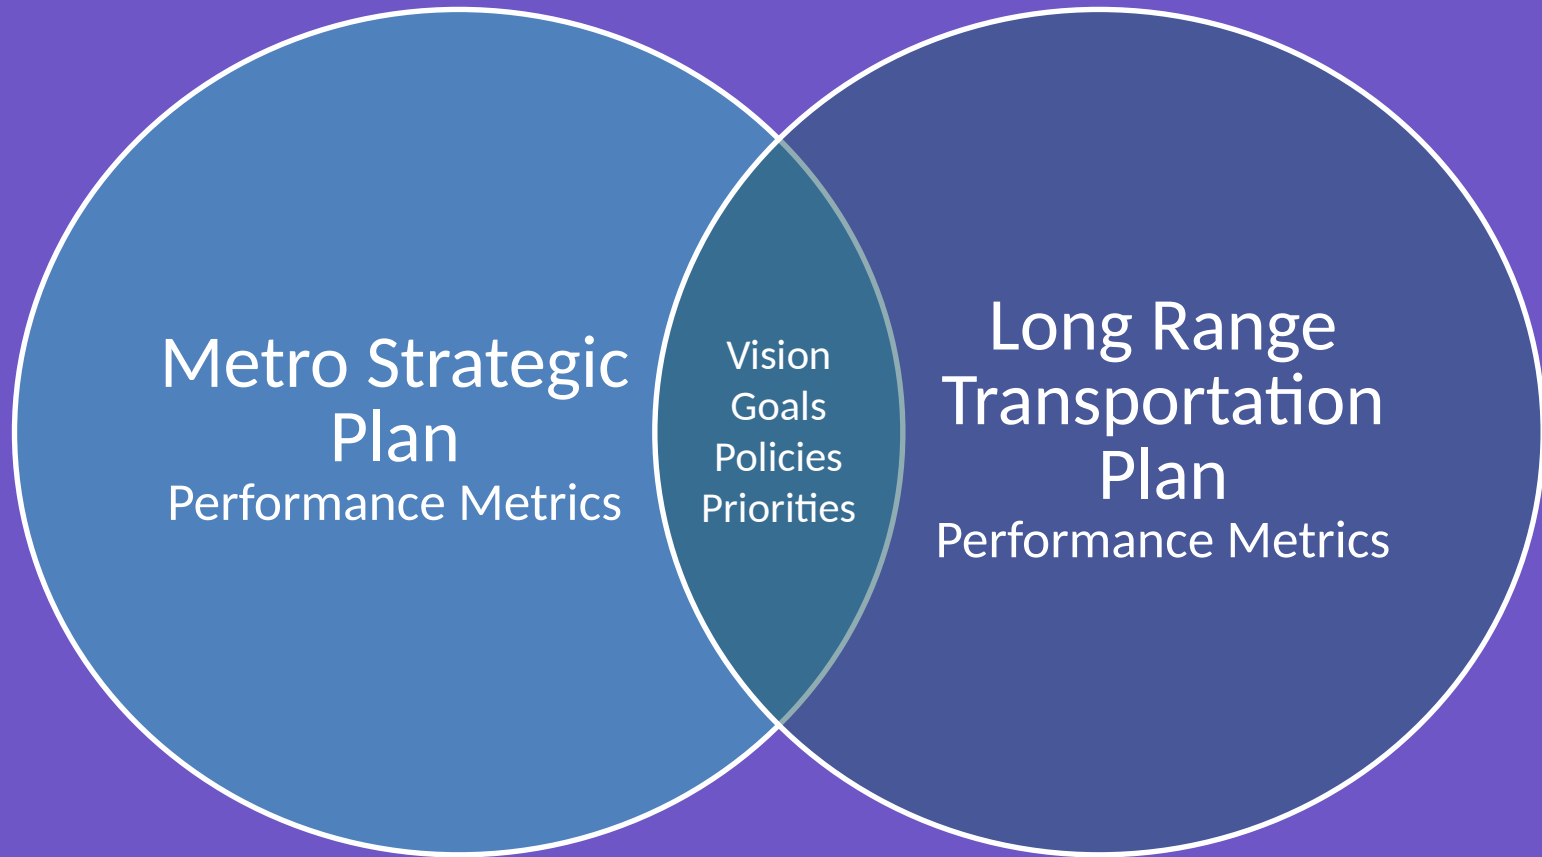 Metro Strategic
Plan
Performance Metrics
Vision
Goals
Policies
Priorities
Long Range
Transportation
Plan
Performance Metrics